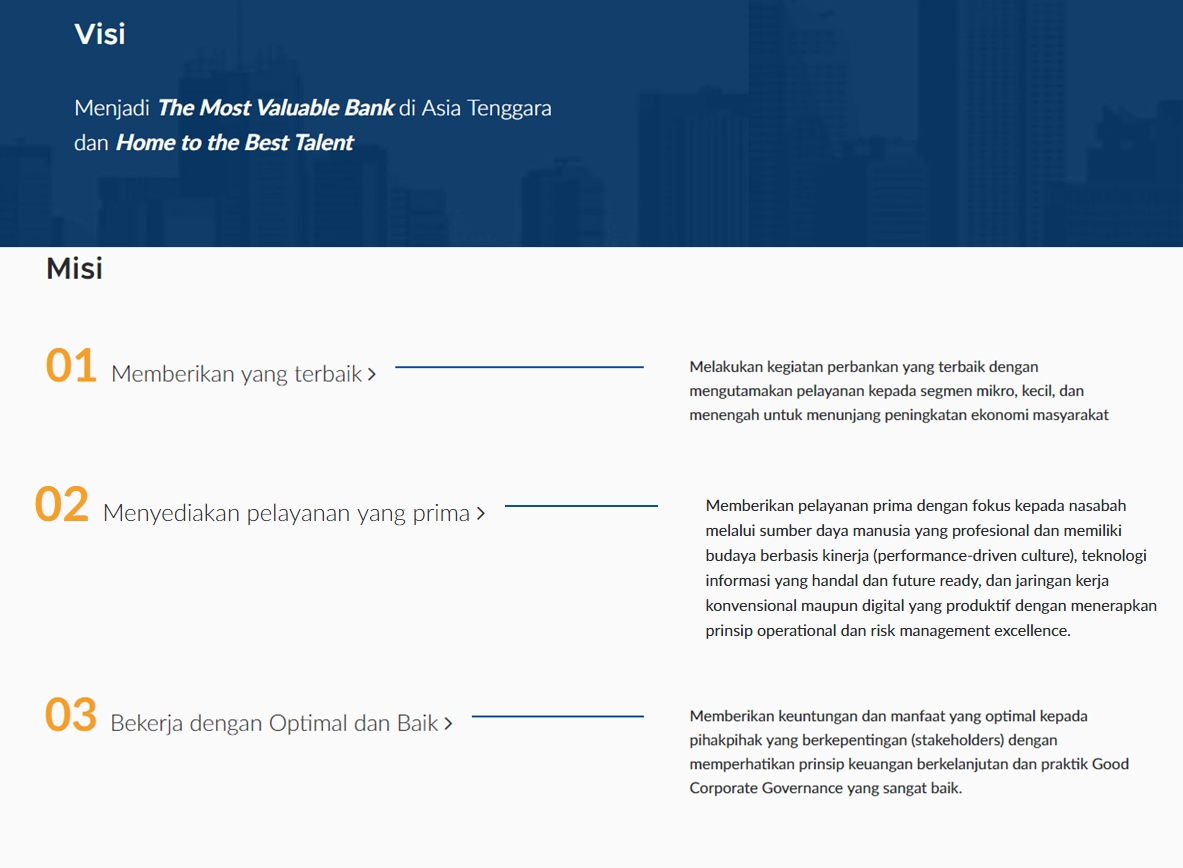 Visi
Menjadi The Most Valuable Bank di Asia Tenggara
dan Home to the Best Talent
Misi
01 Memberikan yang terbaik >
Melakukan kegiatan perbankan yang terbaik dengan
mengutamakan pelayanan kepada segmen mikro, kecil, dan
menengah untuk menunjang peningkatan ekonomi masyarakat
02 Menyediakan pelayanan yang prima >
Memberikan pelayanan prima dengan fokus kepada nasabah
melalui sumber daya manusia yang profesional dan memiliki
budaya berbasis kinerja (performance-driven culture), teknologi
informasi yang handal dan future ready, dan jaringan kerja
konvensional maupun digital yang produktif dengan menerapkan
prinsip operational dan risk management excellence.
03 Bekerja dengan Optimal dan Baik >
Memberikan keuntungan dan manfaat yang optimal kepada
pihakpihak yang berkepentingan (stakeholders) dengan
memperhatikan prinsip keuangan berkelanjutan dan praktik Good
Corporate Governance yang sangat baik.